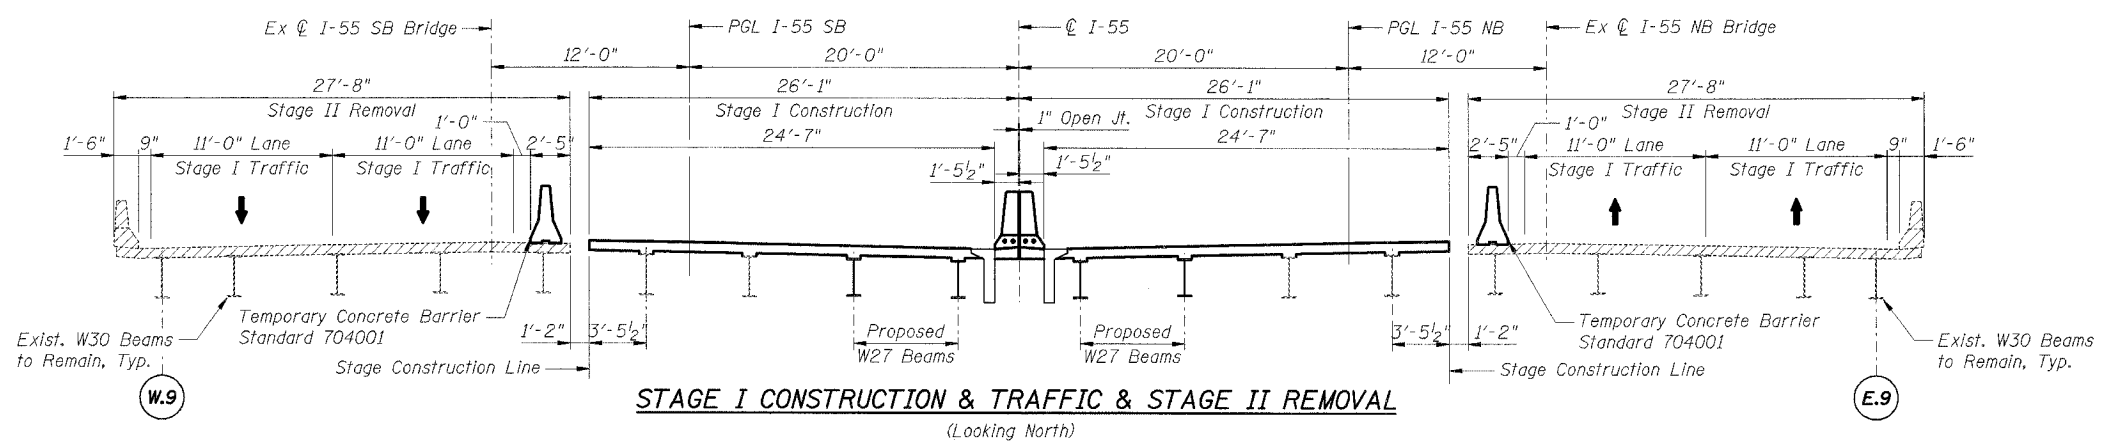 Ex ℄ I-55 SB Bridge
PGL I-55 SB
℄ I-55
PGL I-55 NB
Ex ℄ I-55 NB Bridge
12'-0"
20'-0"
20'-0"
12'-0"
27'-8"
26'-1"
26'-1"
27'-8"
Stage II Removal
Stage I Construction
Stage I Construction
Stage II Removal
1'-0"
1" Open Jt.
1'-0"
24'-7"
24'-7"
1'-6"
9"
11'-0" Lane
11'-0" Lane
2'-5"
2'-5"
11'-0" Lane
11'-0" Lane
9"
1'-6"
Stage I Traffic
Stage I Traffic
1'-5½"
1'-5½"
Stage I Traffic
Stage I Traffic
Temporary Concrete Barrier
Standard 704001
1'-2"
3'-5½"
Proposed
W27 Beams
Proposed
W27 Beams
3'-5½"
1'-2"
Temporary Concrete Barrier
Standard 704001
Exist. W30 Beams
to Remain, Typ.
Exist. W30 Beams
to Remain, Typ.
Stage Construction Line
Stage Construction Line
W.9
E.9
STAGE I CONSTRUCTION & TRAFFIC & STAGE II REMOVAL
(Looking North)